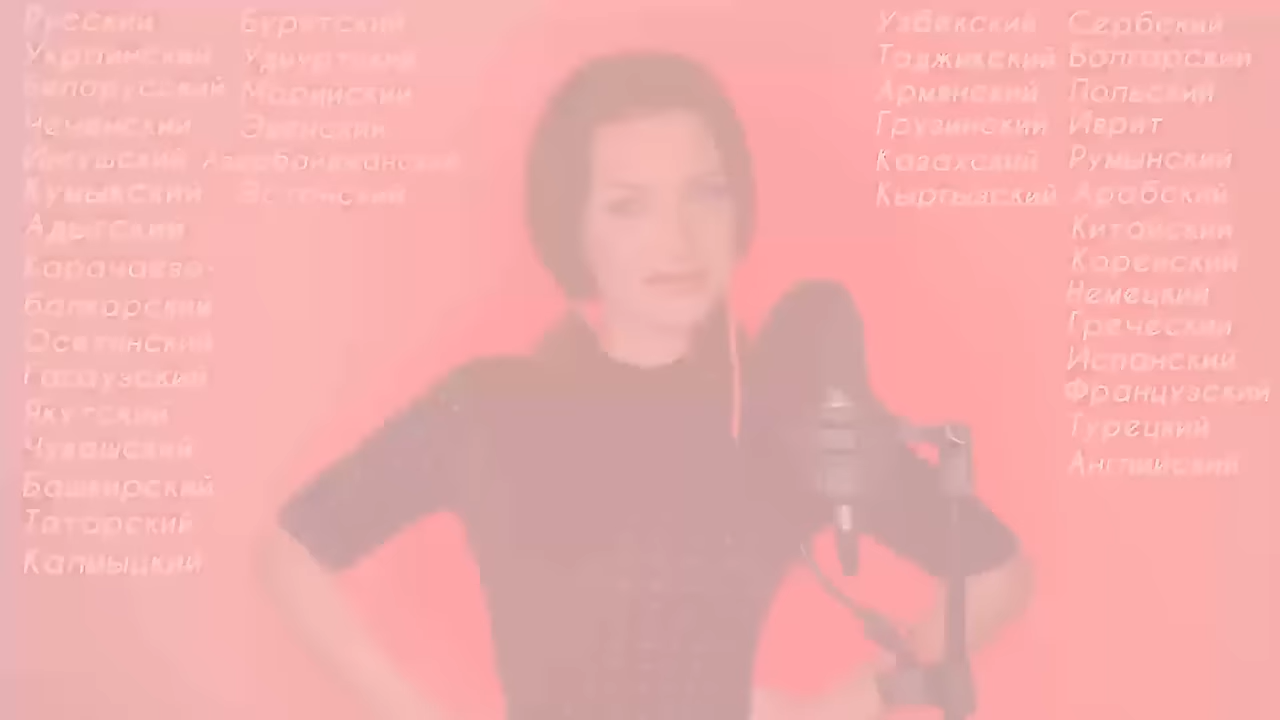 Русский
Украинский
Белорусский
Чеченский
Ингушский
Кумыкский
Адыгский
Карачаево-
балкарский
Осетинский
Гагаузский
Якутский
Чувашский
Башкирский
Татарский
Калмыцкий
Бурятский
Удмуртский
Марийский
Эвенский
Азербайджанский
Эстонский
Узбекский
Таджикский
Армянский
Грузинский
Казахский
Кыргызский
Сербский
Болгарский
Польский
Иврит
Румынский
Арабский
Китайский
Корейский
Немецкий
Греческий
Испанский
Французский
Турецкий
Английский